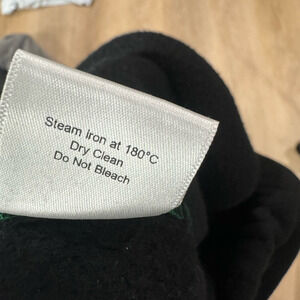 Steam Iron at 180°C
Dry Clean
Do Not Bleach